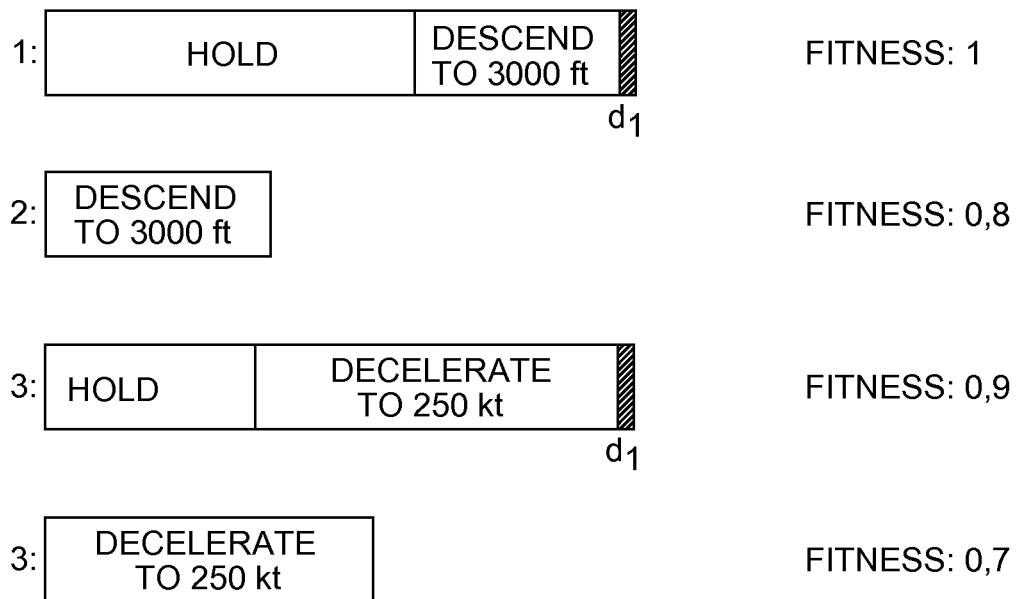 1: HOLD DESCEND TO 3000 ft FITNESS: 1
d1
2: DESCEND TO 3000 ft FITNESS: 0,8
3: HOLD DECELERATE TO 250 kt FITNESS: 0,9
d1
3: DECELERATE TO 250 kt FITNESS: 0,7